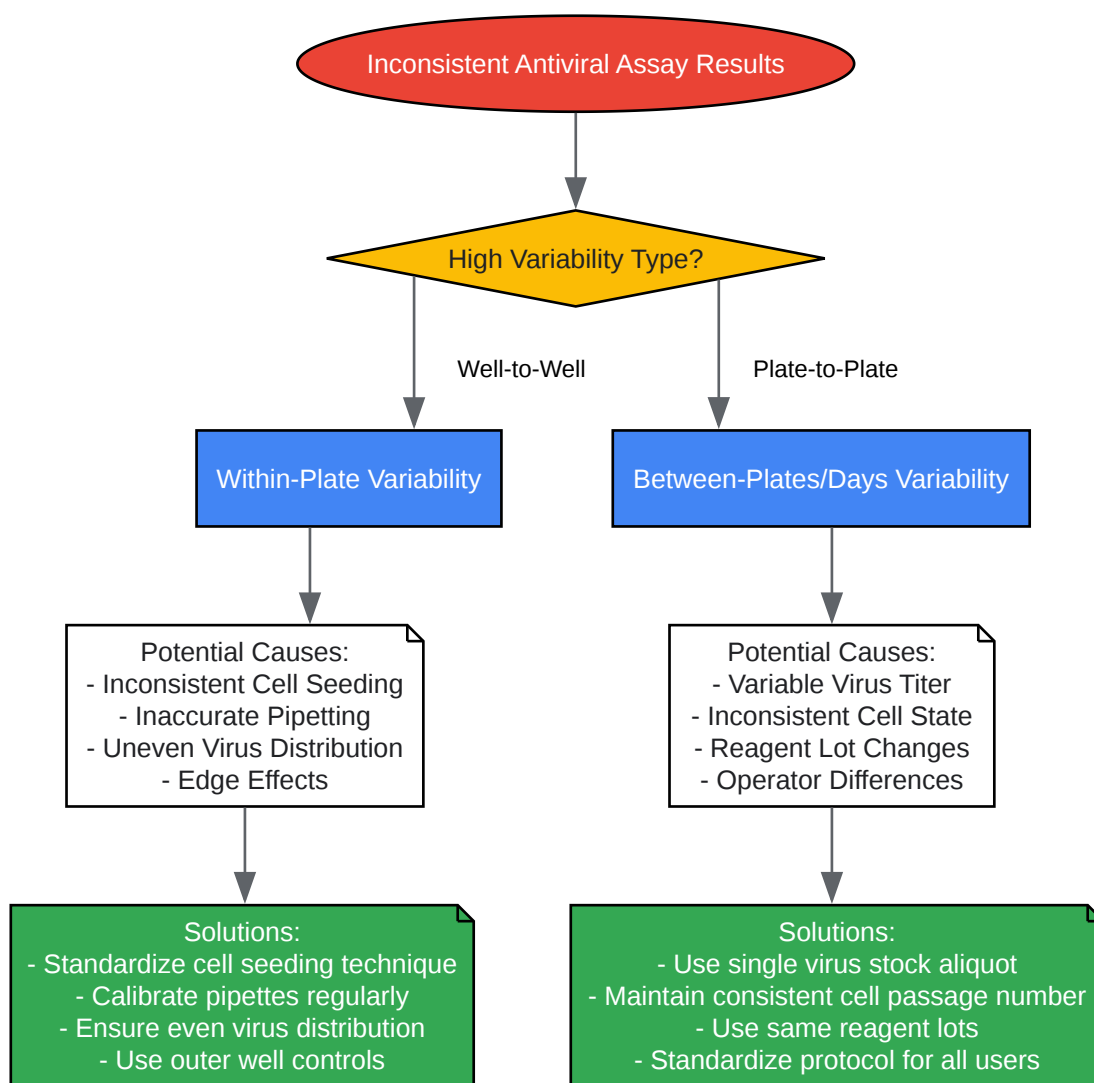 Inconsistent Antiviral Assay Results
High Variability Type?
Well-to-Well
Plate-to-Plate
Within-Plate Variability
Between-Plates/Days Variability
Potential Causes:
- Inconsistent Cell Seeding
- Inaccurate Pipetting
- Uneven Virus Distribution
- Edge Effects
Potential Causes:
- Variable Virus Titer
- Inconsistent Cell State
- Reagent Lot Changes
- Operator Differences
Solutions:
- Standardize cell seeding technique
- Calibrate pipettes regularly
- Ensure even virus distribution
- Use outer well controls
Solutions:
- Use single virus stock aliquot
- Maintain consistent cell passage number
- Use same reagent lots
- Standardize protocol for all users